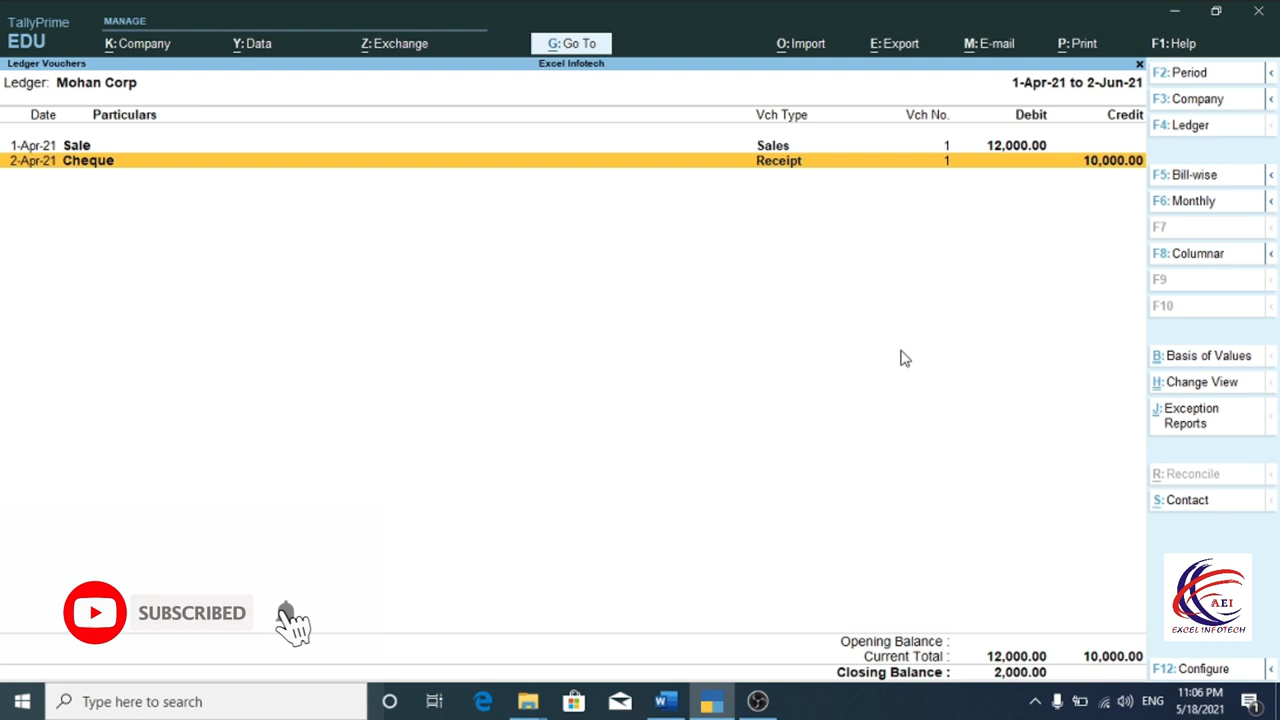 TallyPrime
EDU
MANAGE
K: Company
Y: Data
Z: Exchange
G: Go To
O: Import
E: Export
M: E-mail
P: Print
F1: Help
Ledger Vouchers
Excel Infotech
×
Ledger: Mohan Corp
1-Apr-21 to 2-Jun-21
Date Particulars Vch Type Vch No. Debit Credit
1-Apr-21 Sale Sales 1 12,000.00
2-Apr-21 Cheque Receipt 1 10,000.00
Opening Balance :
Current Total : 12,000.00 10,000.00
Closing Balance : 2,000.00
F2: Period
F3: Company
F4: Ledger
F5: Bill-wise
F6: Monthly
F7
F8: Columnar
F9
F10
B: Basis of Values
H: Change View
J: Exception
Reports
R: Reconcile
S: Contact
AEI
EXCEL INFOTECH
F12: Configure
SUBSCRIBED
Type here to search
ENG
11:06 PM
5/18/2021
1